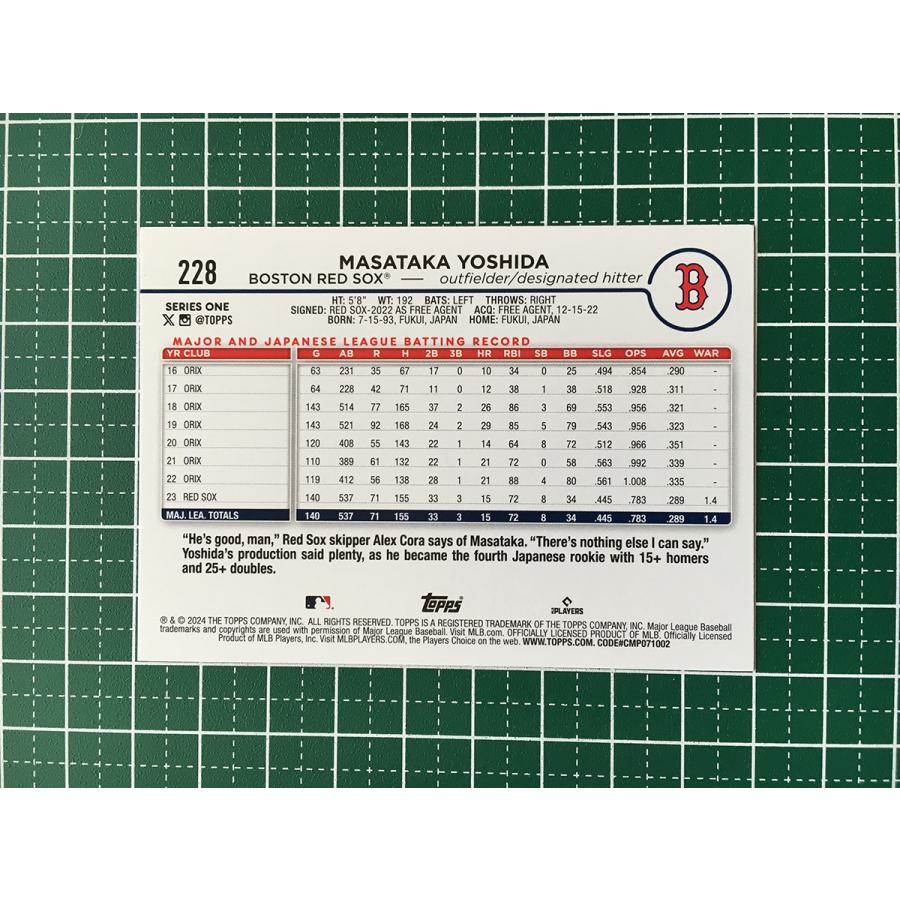 228
MASATAKA YOSHIDA
BOSTON RED SOX® — outfielder/designated hitter
B
SERIES ONE
@TOPPS
HT: 5'8" WT: 192 BATS: LEFT THROWS: RIGHT
SIGNED: RED SOX-2022 AS FREE AGENT ACQ: FREE AGENT, 12-15-22
BORN: 7-15-93, FUKUI, JAPAN HOME: FUKUI, JAPAN
MAJOR AND JAPANESE LEAGUE BATTING RECORD
YR CLUB G AB R H 2B 3B HR RBI SB BB SLG OPS AVG WAR
16 ORIX 63 231 35 67 17 0 10 34 0 25 .494 .854 .290 -
17 ORIX 64 228 42 71 11 0 12 38 1 38 .518 .928 .311 -
18 ORIX 143 514 77 165 37 2 26 86 3 69 .553 .956 .321 -
19 ORIX 143 521 92 168 24 2 29 85 5 79 .543 .956 .323 -
20 ORIX 120 408 55 143 22 1 14 64 8 72 .512 .966 .351 -
21 ORIX 110 389 61 132 22 1 21 72 0 58 .563 .992 .339 -
22 ORIX 119 412 56 138 28 1 21 88 4 80 .561 1.008 .335 -
23 RED SOX 140 537 71 155 33 3 15 72 8 34 .445 .783 .289 1.4
MAJ. LEA. TOTALS 140 537 71 155 33 3 15 72 8 34 .445 .783 .289 1.4
“He’s good, man,” Red Sox skipper Alex Cora says of Masataka. “There’s nothing else I can say.”
Yoshida’s production said plenty, as he became the fourth Japanese rookie with 15+ homers
and 25+ doubles.
topps® PLAYERS
® & © 2024 THE TOPPS COMPANY, INC. ALL RIGHTS RESERVED. TOPPS IS A REGISTERED TRADEMARK OF THE TOPPS COMPANY, INC. Major League Baseball
trademarks and copyrights are used with permission of Major League Baseball. Visit MLB.com. OFFICIALLY LICENSED PRODUCT OF MLB. Officially Licensed
Product of MLB Players, Inc. Visit MLBPLAYERS.COM, the Players Choice on the web. WWW.TOPPS.COM. CODE#CMP071002